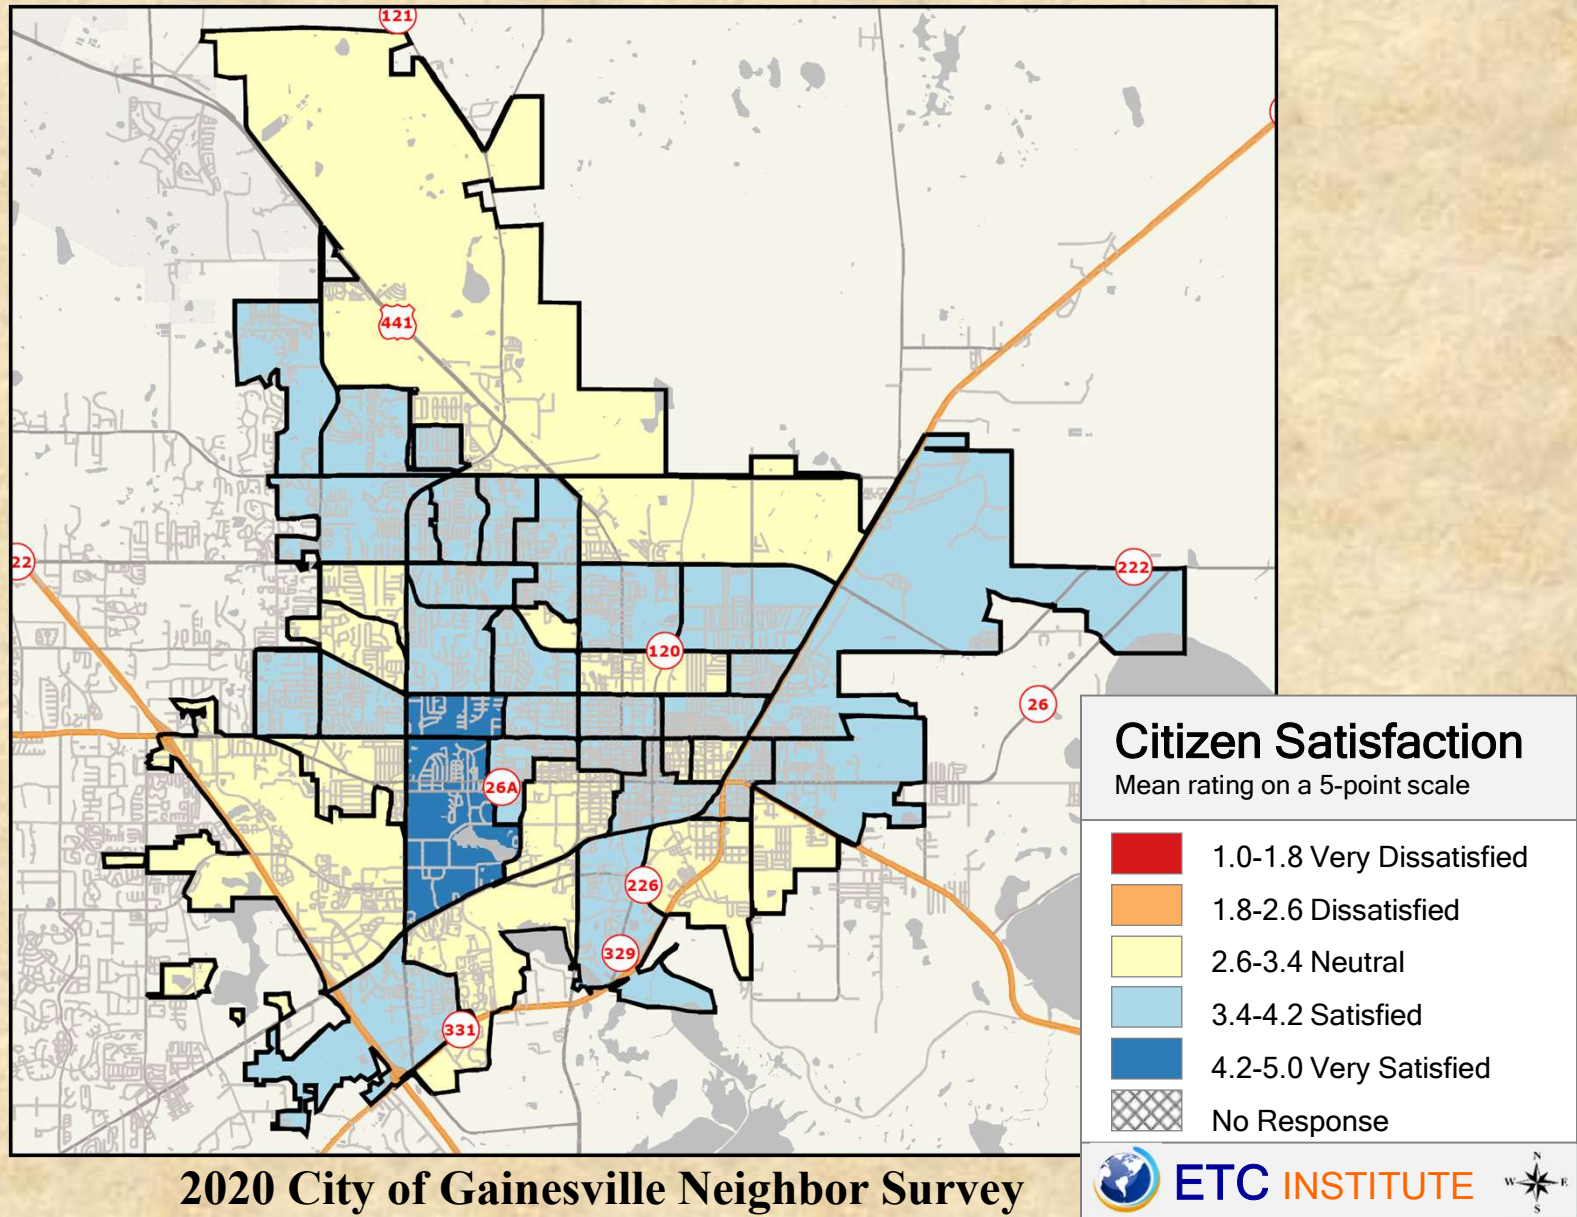 121
441
22
222
120
26
26A
226
329
331
Citizen Satisfaction
Mean rating on a 5-point scale
1.0-1.8 Very Dissatisfied
1.8-2.6 Dissatisfied
2.6-3.4 Neutral
3.4-4.2 Satisfied
4.2-5.0 Very Satisfied
No Response
ETC INSTITUTE
N
W E
S
2020 City of Gainesville Neighbor Survey